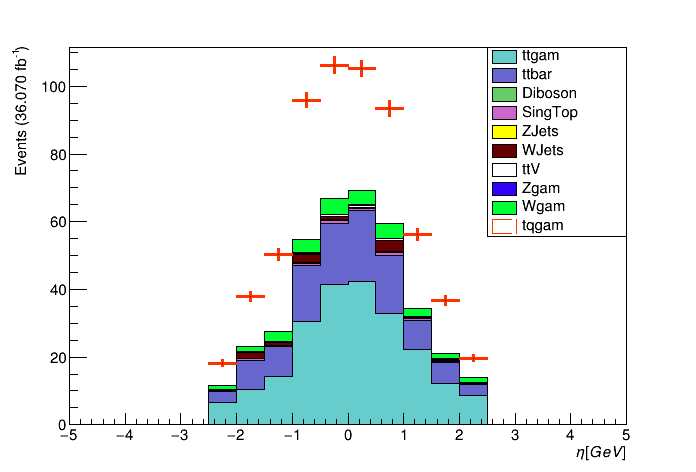 Events (36.070 fb⁻¹)
100
80
60
40
20
0
−5 −4 −3 −2 −1 0 1 2 3 4 5
η[GeV]
ttgam
ttbar
Diboson
SingTop
ZJets
WJets
ttV
Zgam
Wgam
tqgam